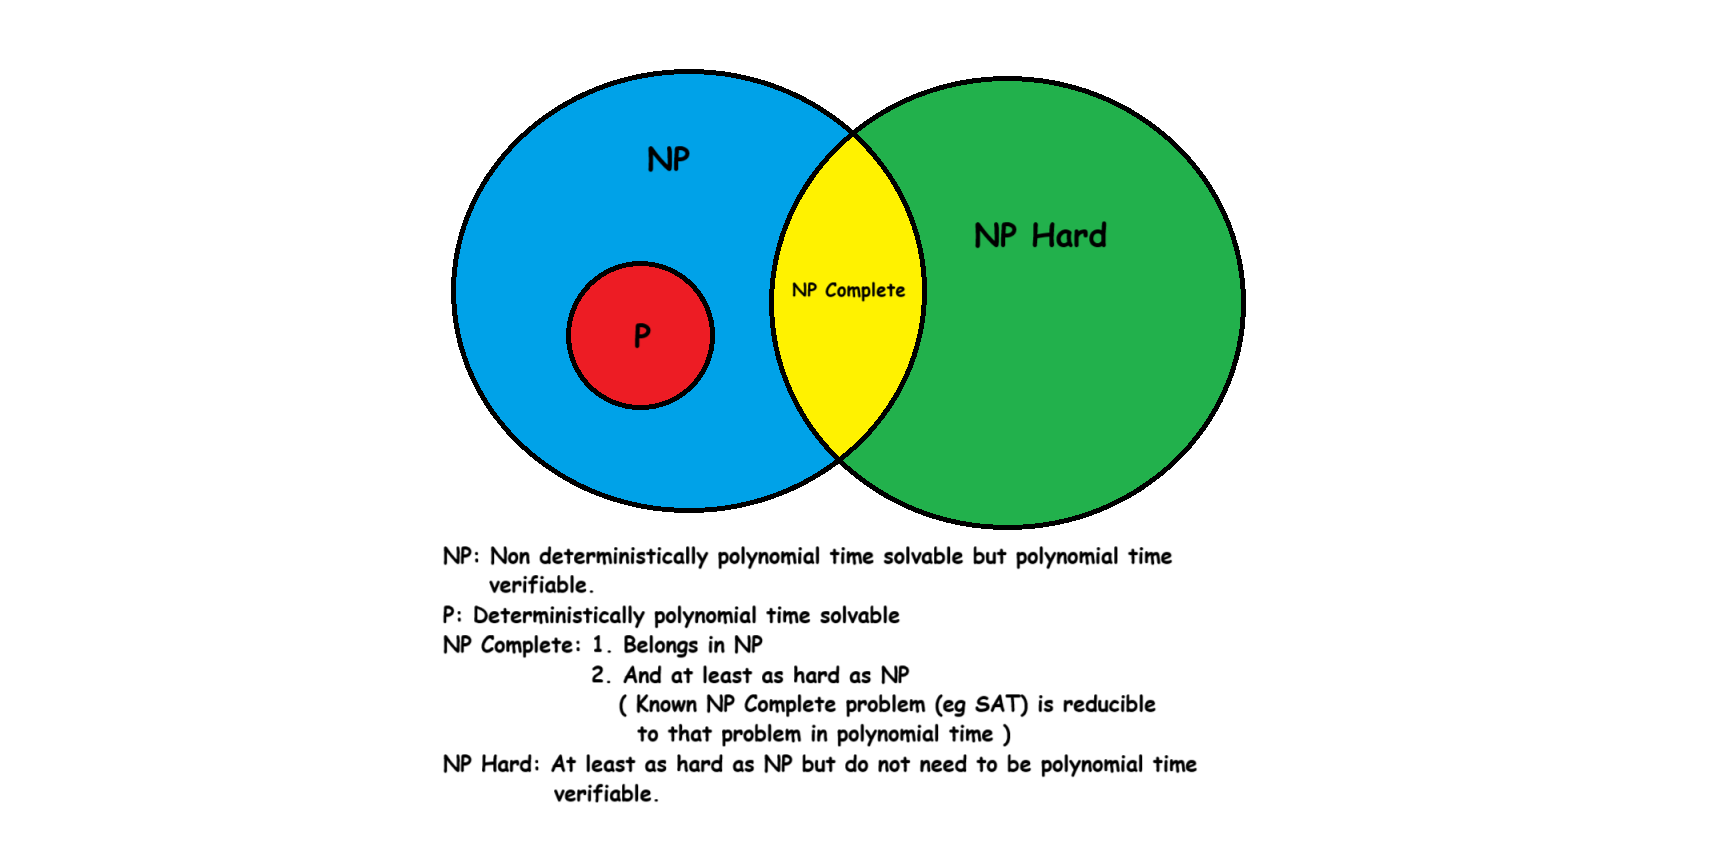 NP
NP Hard
NP Complete
P
NP: Non deterministically polynomial time solvable but polynomial time
verifiable.
P: Deterministically polynomial time solvable
NP Complete: 1. Belongs in NP
2. And at least as hard as NP
( Known NP Complete problem (eg SAT) is reducible
to that problem in polynomial time )
NP Hard: At least as hard as NP but do not need to be polynomial time
verifiable.